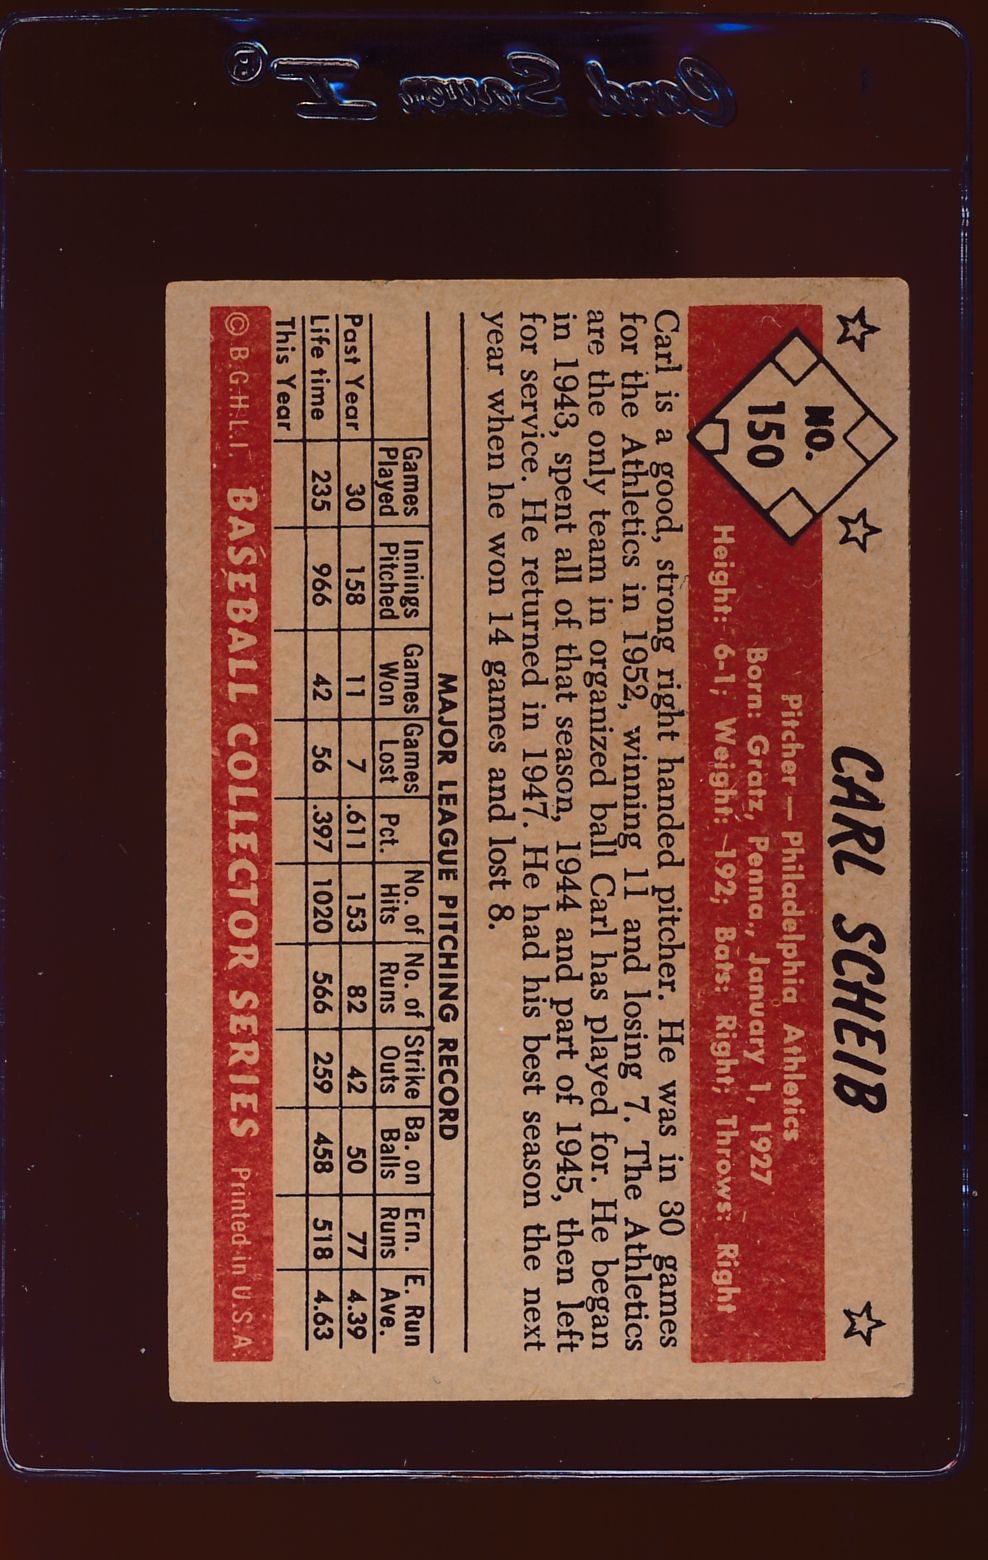 Card Saver I®
CARL SCHEIB
NO.
150
Pitcher — Philadelphia Athletics
Born: Gratz, Penna., January 1, 1927
Height: 6-1; Weight: 192; Bats: Right; Throws: Right
Carl is a good, strong right handed pitcher. He was in 30 games
for the Athletics in 1952, winning 11 and losing 7. The Athletics
are the only team in organized ball Carl has played for. He began
in 1943, spent all of that season, 1944 and part of 1945, then left
for service. He returned in 1947. He had his best season the next
year when he won 14 games and lost 8.
MAJOR LEAGUE PITCHING RECORD
Games Innings Games Games Pct. No. of No. of Strike Ba. on Ern. E. Run
Played Pitched Won Lost Hits Runs Outs Balls Runs Ave.
Past Year 30 158 11 7 .611 153 82 42 50 77 4.39
Life time 235 966 42 56 .397 1020 566 259 458 518 4.63
This Year
© B.G.H.L.I. BASEBALL COLLECTOR SERIES Printed in U.S.A